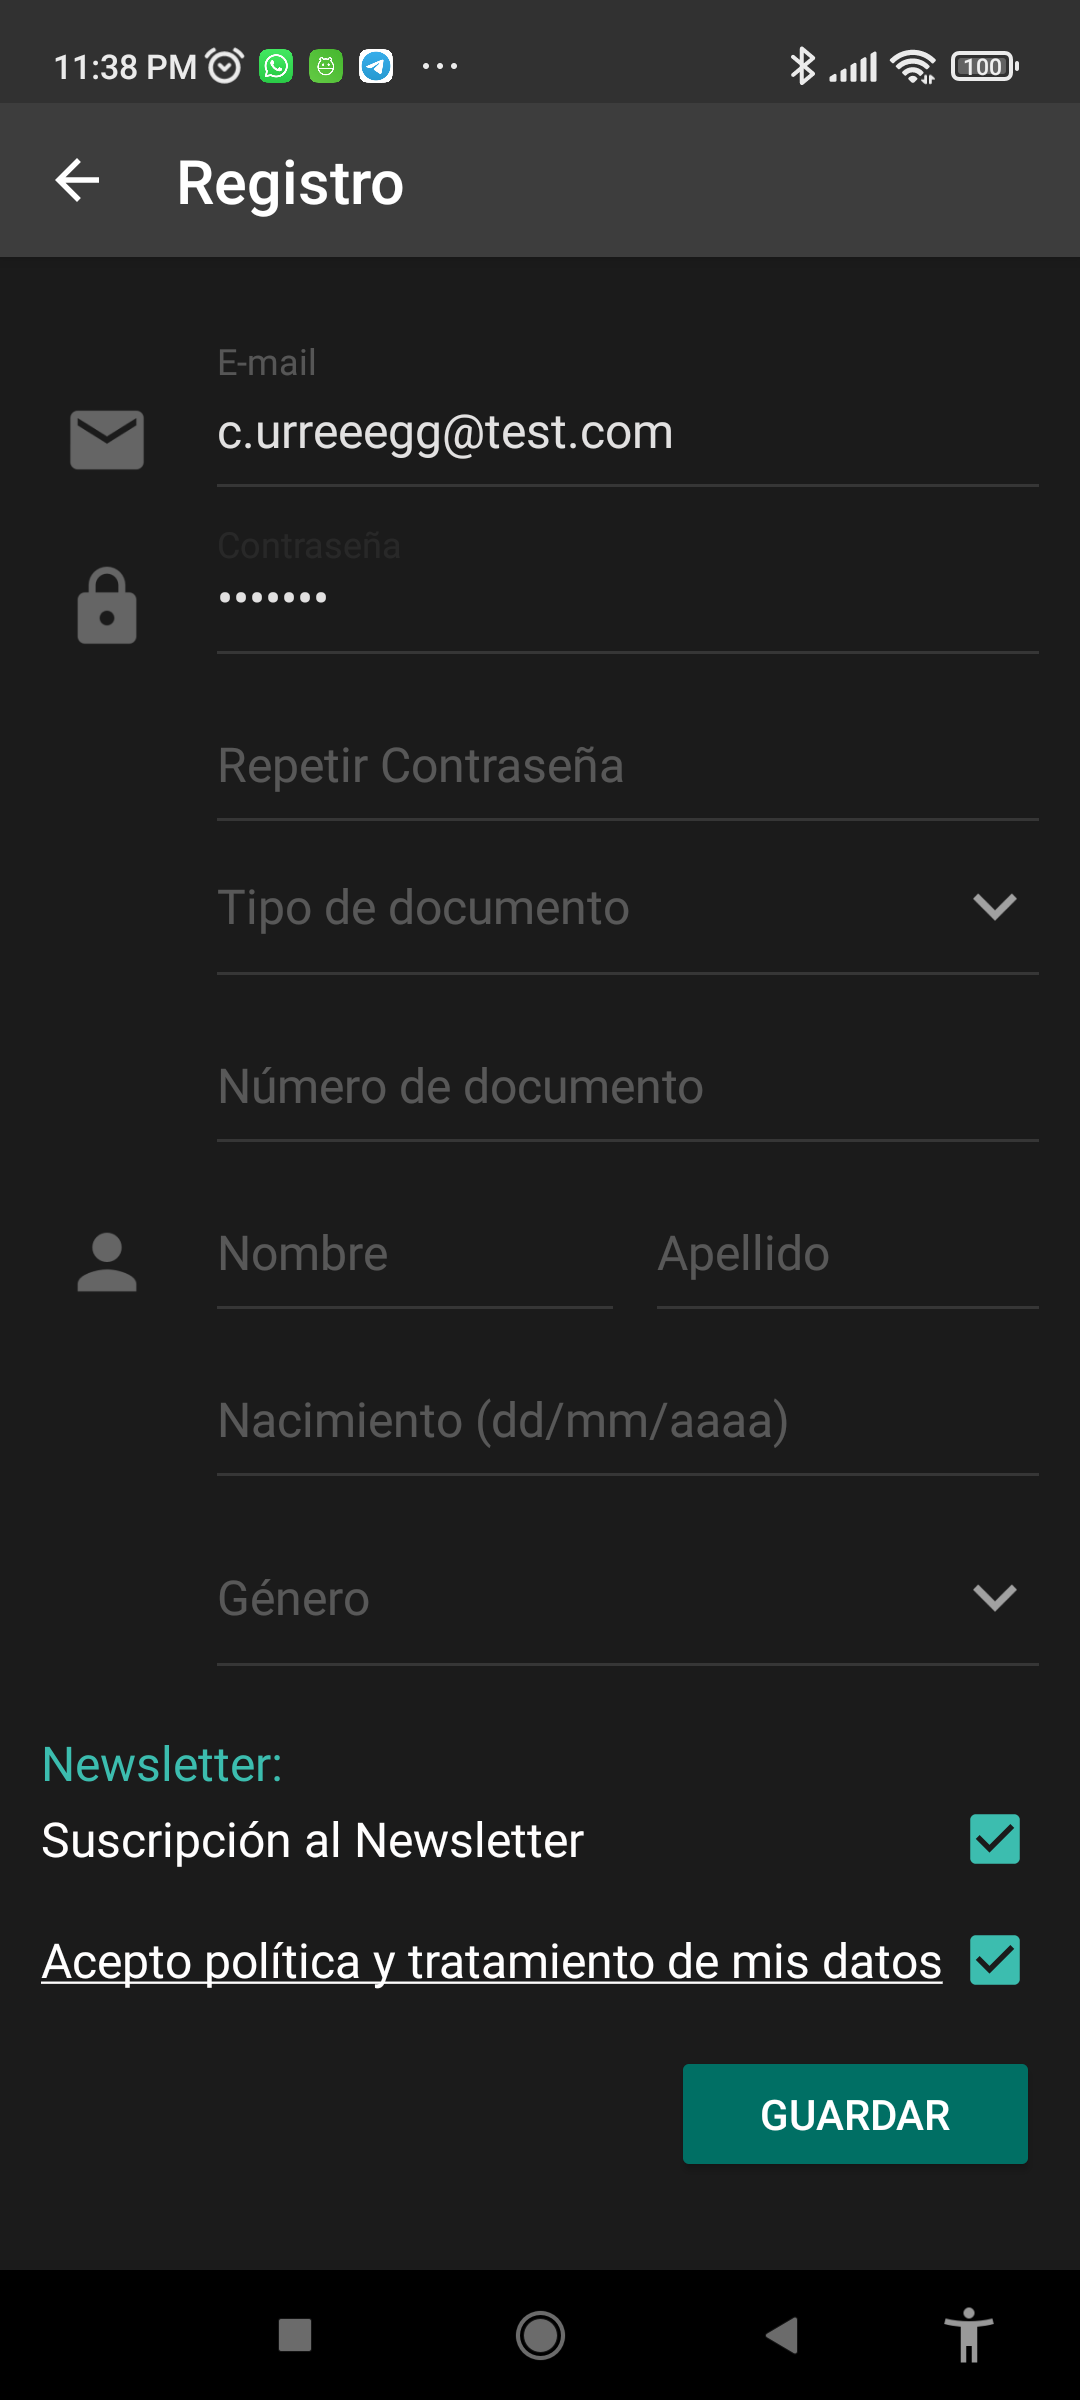 11:38 PM
100
Registro
E-mail
c.urreeegg@test.com
Contraseña
•••••••
Repetir Contraseña
Tipo de documento
Número de documento
Nombre Apellido
Nacimiento (dd/mm/aaaa)
Género
Newsletter:
Suscripción al Newsletter
Acepto política y tratamiento de mis datos
GUARDAR